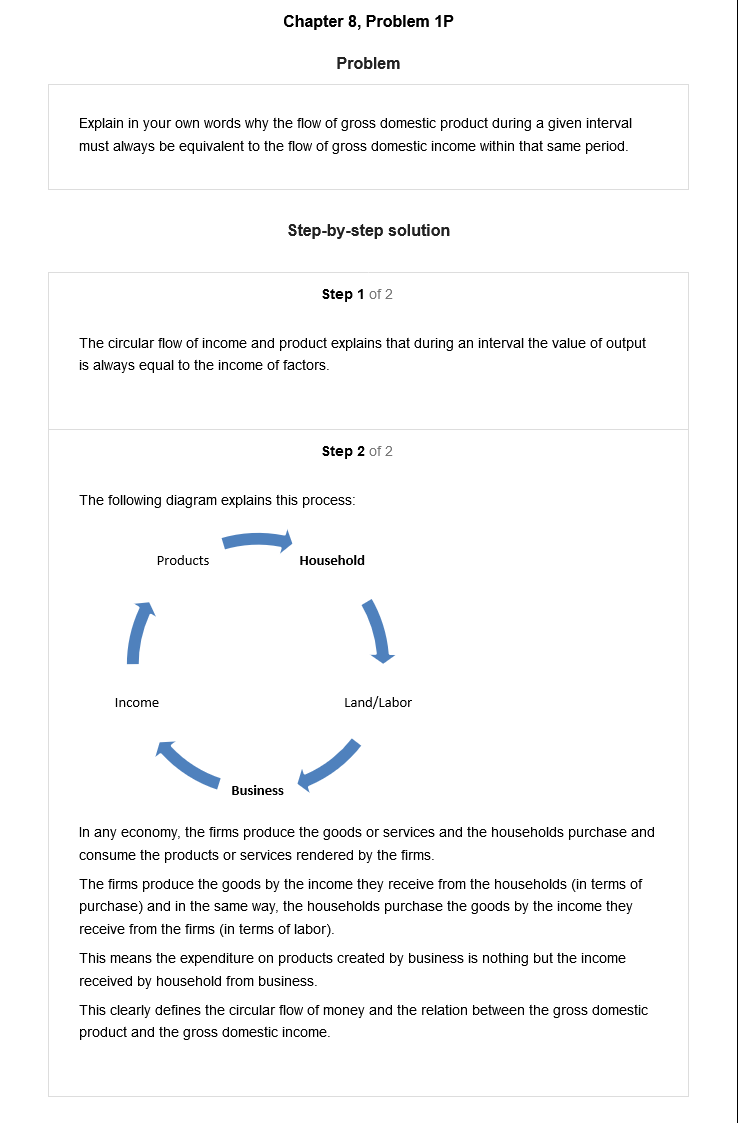 Chapter 8, Problem 1P
Problem
Explain in your own words why the flow of gross domestic product during a given interval
must always be equivalent to the flow of gross domestic income within that same period.
Step-by-step solution
Step 1 of 2
The circular flow of income and product explains that during an interval the value of output
is always equal to the income of factors.
Step 2 of 2
The following diagram explains this process:
Products
Household
Income
Land/Labor
Business
In any economy, the firms produce the goods or services and the households purchase and
consume the products or services rendered by the firms.
The firms produce the goods by the income they receive from the households (in terms of
purchase) and in the same way, the households purchase the goods by the income they
receive from the firms (in terms of labor).
This means the expenditure on products created by business is nothing but the income
received by household from business.
This clearly defines the circular flow of money and the relation between the gross domestic
product and the gross domestic income.